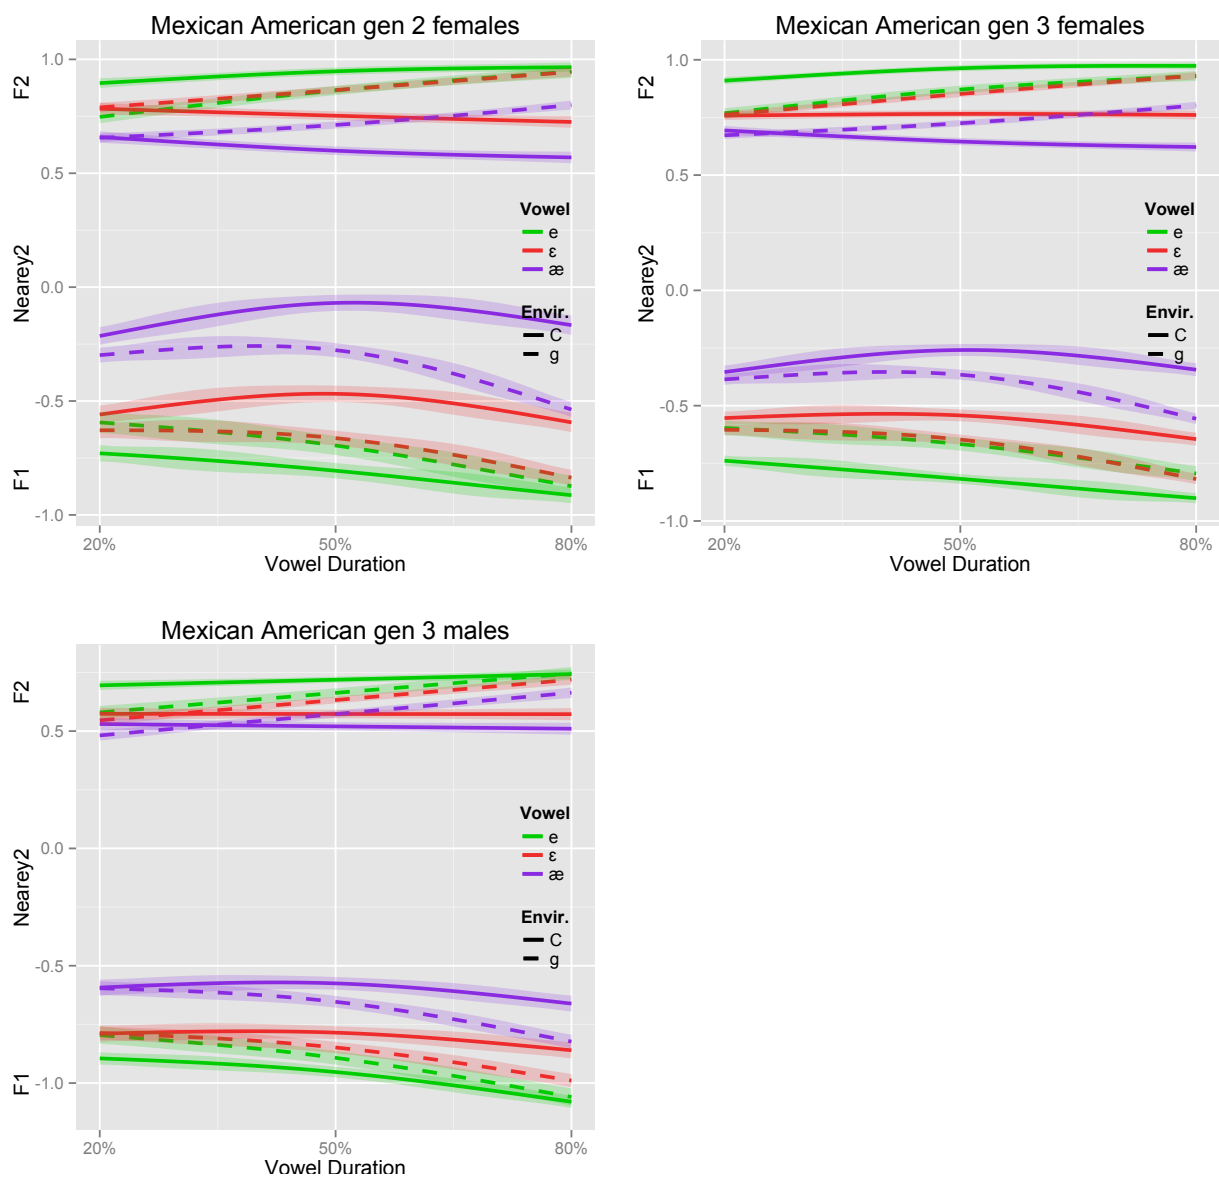 Mexican American gen 2 females
F2
Nearey2
F1
1.0
0.5
0.0
-0.5
-1.0
Vowel
e
ε
æ
Envir.
C
g
20%
50%
80%
Vowel Duration
Mexican American gen 3 females
F2
Nearey2
F1
1.0
0.5
0.0
-0.5
-1.0
Vowel
e
ε
æ
Envir.
C
g
20%
50%
80%
Vowel Duration
Mexican American gen 3 males
F2
Nearey2
F1
0.5
0.0
-0.5
-1.0
Vowel
e
ε
æ
Envir.
C
g
20%
50%
80%
Vowel Duration